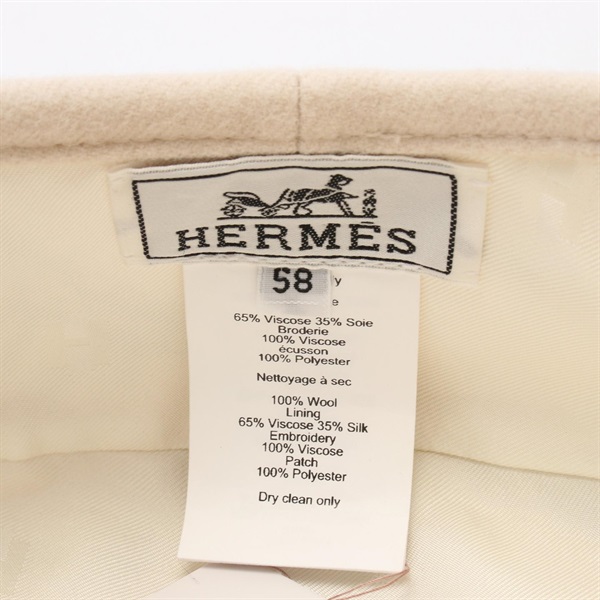 HERMÈS
58
65% Viscose 35% Soie
Broderie
100% Viscose
écusson
100% Polyester
Nettoyage à sec
100% Wool
Lining
65% Viscose 35% Silk
Embroidery
100% Viscose
Patch
100% Polyester
Dry clean only